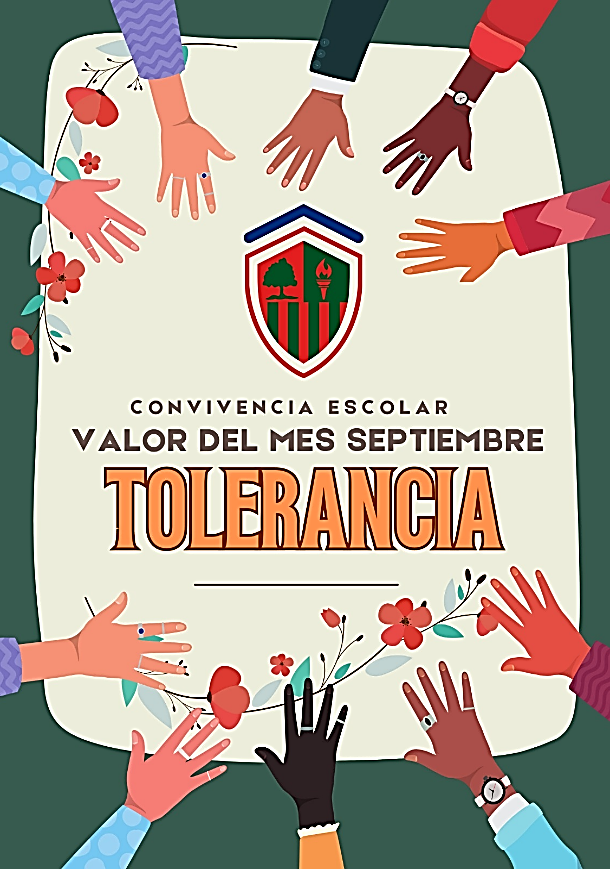 CONVIVENCIA ESCOLAR
VALOR DEL MES SEPTIEMBRE
TOLERANCIA